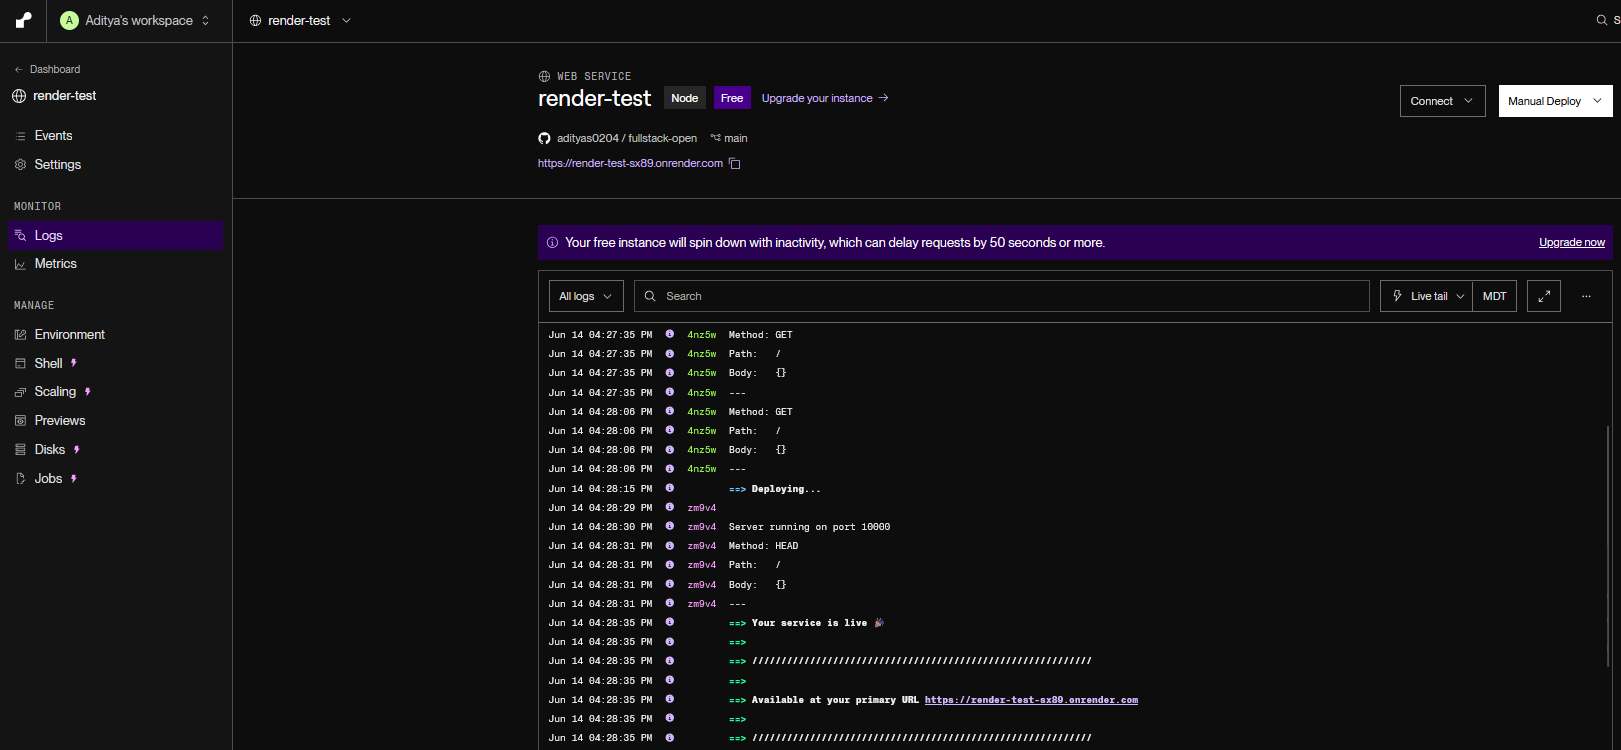 A Aditya's workspace
render-test
S
Dashboard
render-test
Events
Settings
MONITOR
Logs
Metrics
MANAGE
Environment
Shell
Scaling
Previews
Disks
Jobs
WEB SERVICE
render-test Node Free Upgrade your instance →
Connect
Manual Deploy
adityas0204 / fullstack-open main
https://render-test-sx89.onrender.com
Your free instance will spin down with inactivity, which can delay requests by 50 seconds or more.
Upgrade now
All logs
Search
Live tail
MDT
...
Jun 14 04:27:35 PM 4nz5w Method: GET
Jun 14 04:27:35 PM 4nz5w Path: /
Jun 14 04:27:35 PM 4nz5w Body: {}
Jun 14 04:27:35 PM 4nz5w ---
Jun 14 04:28:06 PM 4nz5w Method: GET
Jun 14 04:28:06 PM 4nz5w Path: /
Jun 14 04:28:06 PM 4nz5w Body: {}
Jun 14 04:28:06 PM 4nz5w ---
Jun 14 04:28:15 PM ==> Deploying...
Jun 14 04:28:29 PM zm9v4
Jun 14 04:28:30 PM zm9v4 Server running on port 10000
Jun 14 04:28:31 PM zm9v4 Method: HEAD
Jun 14 04:28:31 PM zm9v4 Path: /
Jun 14 04:28:31 PM zm9v4 Body: {}
Jun 14 04:28:31 PM zm9v4 ---
Jun 14 04:28:35 PM ==> Your service is live 🎉
Jun 14 04:28:35 PM ==>
Jun 14 04:28:35 PM ==> ///////////////////////////////////////////////////////////
Jun 14 04:28:35 PM ==>
Jun 14 04:28:35 PM ==> Available at your primary URL https://render-test-sx89.onrender.com
Jun 14 04:28:35 PM ==>
Jun 14 04:28:35 PM ==> ///////////////////////////////////////////////////////////